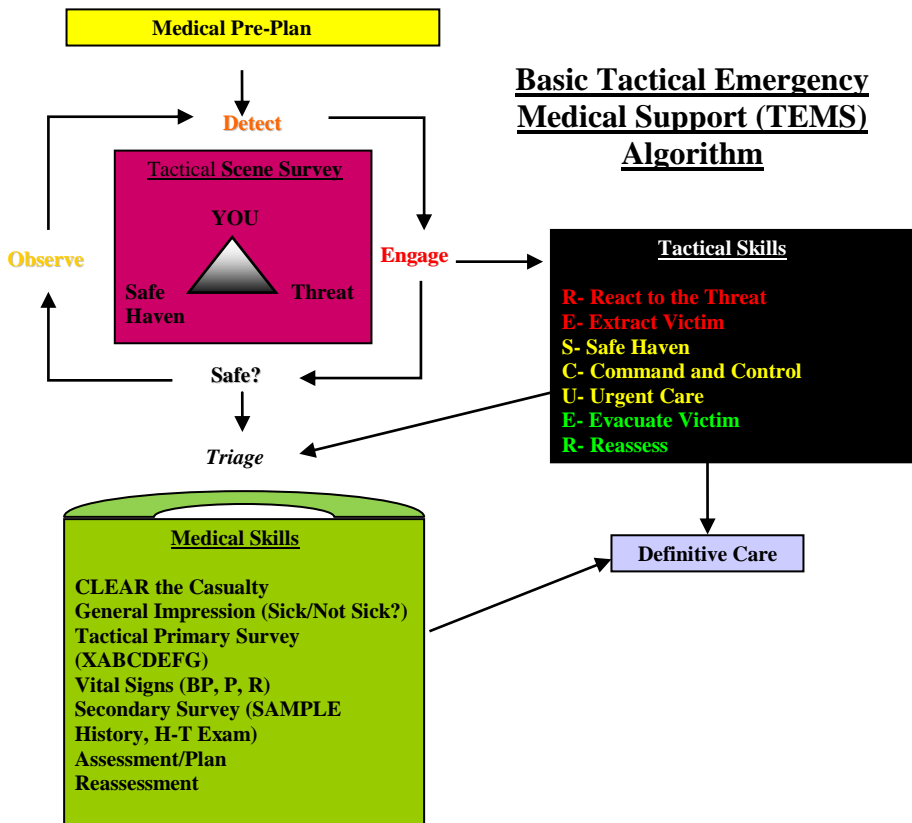 Medical Pre-Plan
Basic Tactical Emergency
Medical Support (TEMS)
Algorithm
Detect
Tactical Scene Survey
YOU
Safe
Haven
Threat
Observe
Engage
Safe?
Triage
Tactical Skills
R- React to the Threat
E- Extract Victim
S- Safe Haven
C- Command and Control
U- Urgent Care
E- Evacuate Victim
R- Reassess
Medical Skills
CLEAR the Casualty
General Impression (Sick/Not Sick?)
Tactical Primary Survey
(XABCDEFG)
Vital Signs (BP, P, R)
Secondary Survey (SAMPLE
History, H-T Exam)
Assessment/Plan
Reassessment
Definitive Care